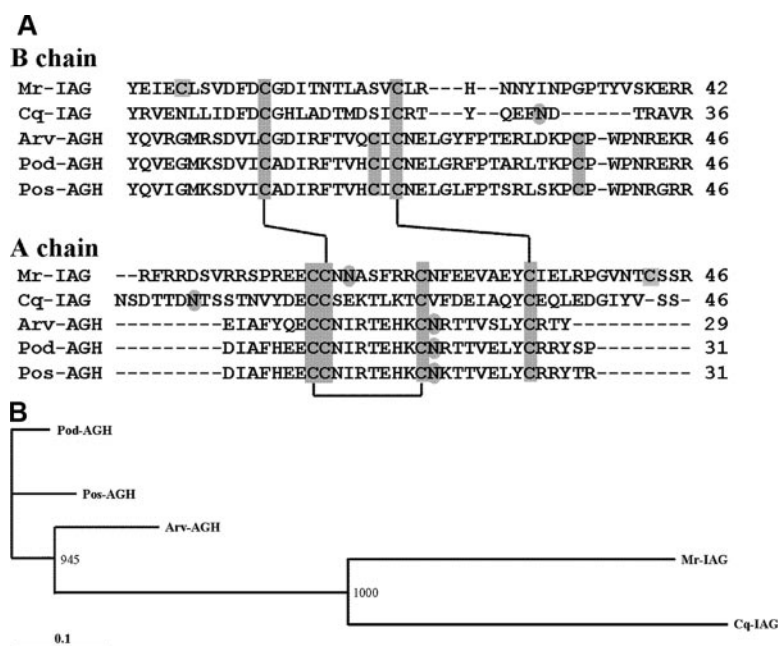 A
B chain
Mr-IAG YEIECLSVDFDCGDITNTLASVCLR---H--NNYINPGPTYVSKERR 42
Cq-IAG YRVENLLIDFDCGHLADTMDSICRT---Y--QEFND------TRAVR 36
Arv-AGH YQVRGMRSDVLCGDIRFTVQCICNELGYFPTERLDKPCP-WPNREKR 46
Pod-AGH YQVEGMKSDVICADIRFTVHCICNELGRFPTARLTKPCP-WPNRERR 46
Pos-AGH YQVIGMKSDVICADIRFTVHCICNELGLFPTSRLSKPCP-WPNRGRR 46
A chain
Mr-IAG --RFRRDSVRRSPREECCNNASFRRCNFEEVAEYCIELRPGVNTCSSR 46
Cq-IAG NSDTTDNTSSTNVYDECCSEKTLKTCVFDEIAQYCEQLEDGIYV-SS- 46
Arv-AGH ---------EIAFYQECCNIRTEHKCNRTTVSLYCRTY---------- 29
Pod-AGH ---------DIAFHEECCNIRTEHKCNRTTVELYCRRYSP-------- 31
Pos-AGH ---------DIAFHEECCNIRTEHKCNKTTVELYCRRYTR-------- 31
B
Pod-AGH
Pos-AGH
Arv-AGH
945
Mr-IAG
1000
Cq-IAG
0.1